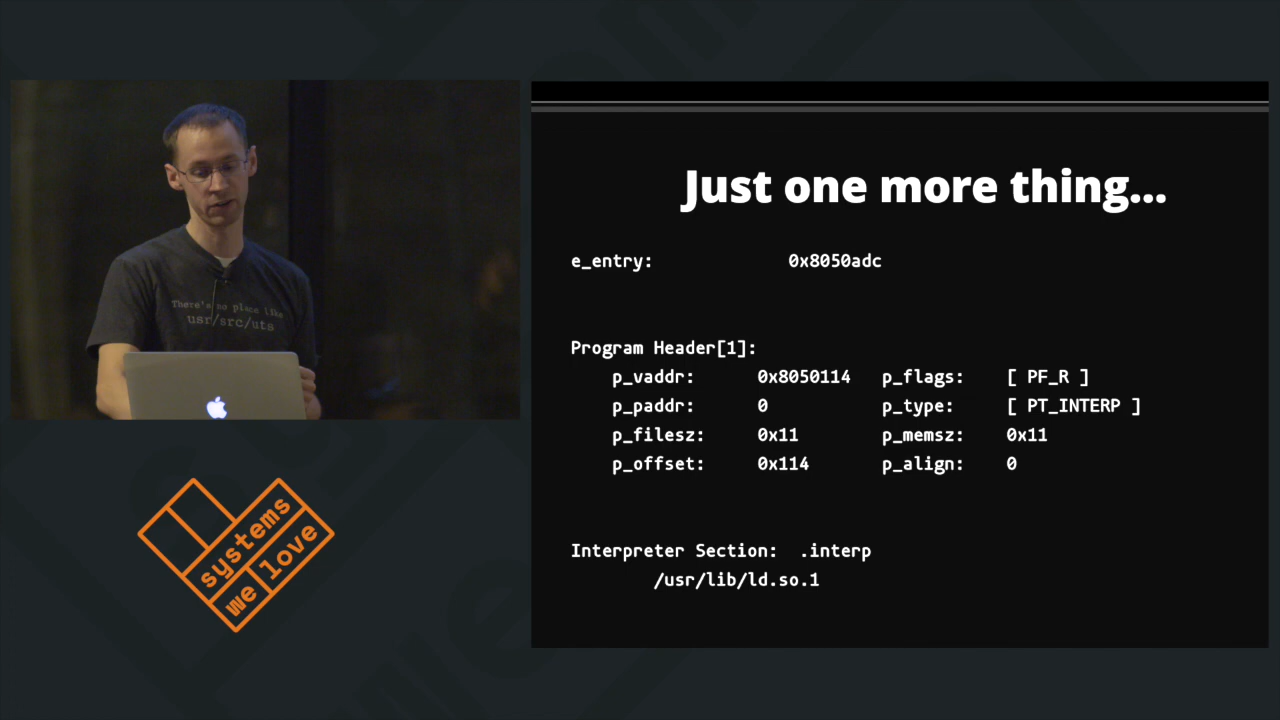 There's no place like
usr/src/uts
systems
we love
Just one more thing...
e_entry: 0x8050adc
Program Header[1]:
p_vaddr: 0x8050114 p_flags: [ PF_R ]
p_paddr: 0 p_type: [ PT_INTERP ]
p_filesz: 0x11 p_memsz: 0x11
p_offset: 0x114 p_align: 0
Interpreter Section: .interp
/usr/lib/ld.so.1